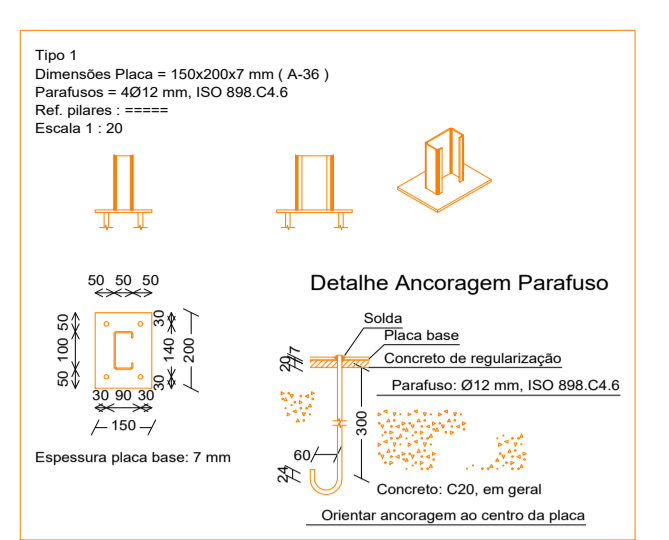 Tipo 1
Dimensões Placa = 150x200x7 mm ( A-36 )
Parafusos = 4Ø12 mm, ISO 898.C4.6
Ref. pilares : =====
Escala 1 : 20
50 50 50
50
100
50
30
140
30
200
30 90 30
150
Espessura placa base: 7 mm
Detalhe Ancoragem Parafuso
Solda
Placa base
Concreto de regularização
20
7
Parafuso: Ø12 mm, ISO 898.C4.6
300
60
24
Concreto: C20, em geral
Orientar ancoragem ao centro da placa